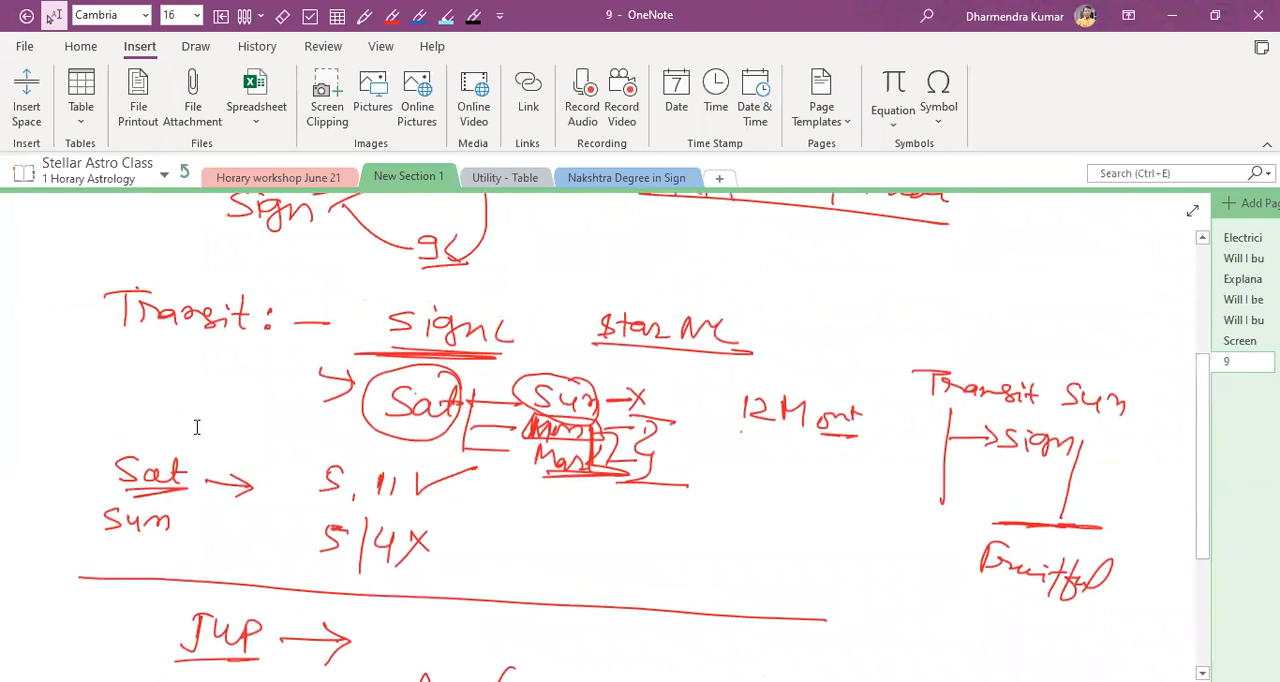 Cambria 16 9 - OneNote Dharmendra Kumar
File Home Insert Draw History Review View Help
Insert Space Table File Printout File Attachment Spreadsheet Screen Clipping Pictures Online Pictures Online Video Link Record Audio Record Video Date Time Date & Time Page Templates Equation Symbol
Insert Tables Files Images Media Links Recording Time Stamp Pages Symbols
Stellar Astro Class
1 Horary Astrology
Horary workshop June 21 New Section 1 Utility - Table Nakshtra Degree in Sign + Search (Ctrl+E)
Add Pag
Electrici
Will I bu
Explana
Will I be
Will I bu
Screen
9
Sign
Transit : - SignL Star NL
Sat Sun X 12 Mont
Transit Sun
Sign
Sat → 5, 11
Sun 5/4 X
Fruitful
Jup →